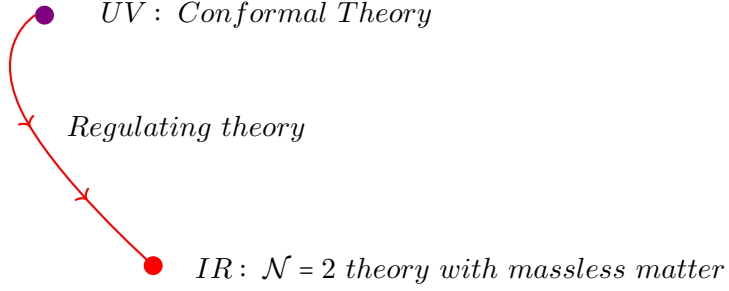 UV : Conformal Theory
Regulating theory
IR : 𝒩 = 2 theory with massless matter